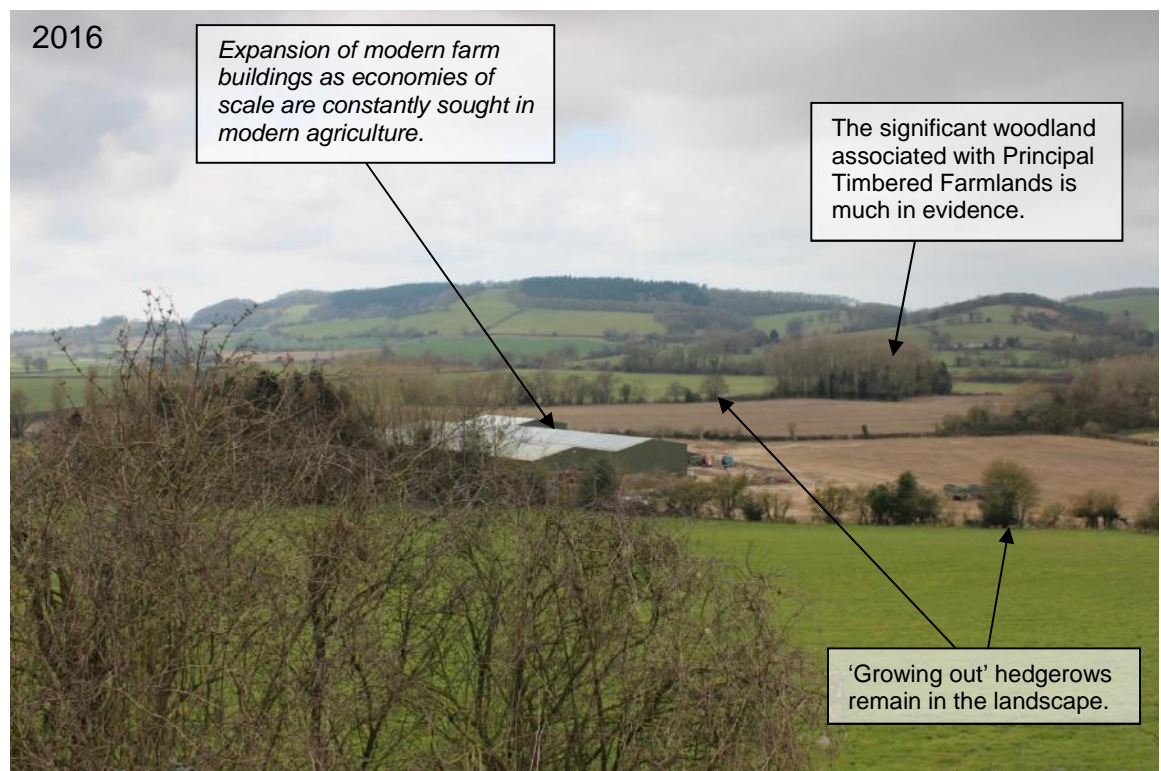 2016
Expansion of modern farm
buildings as economies of
scale are constantly sought in
modern agriculture.
The significant woodland
associated with Principal
Timbered Farmlands is
much in evidence.
‘Growing out’ hedgerows
remain in the landscape.